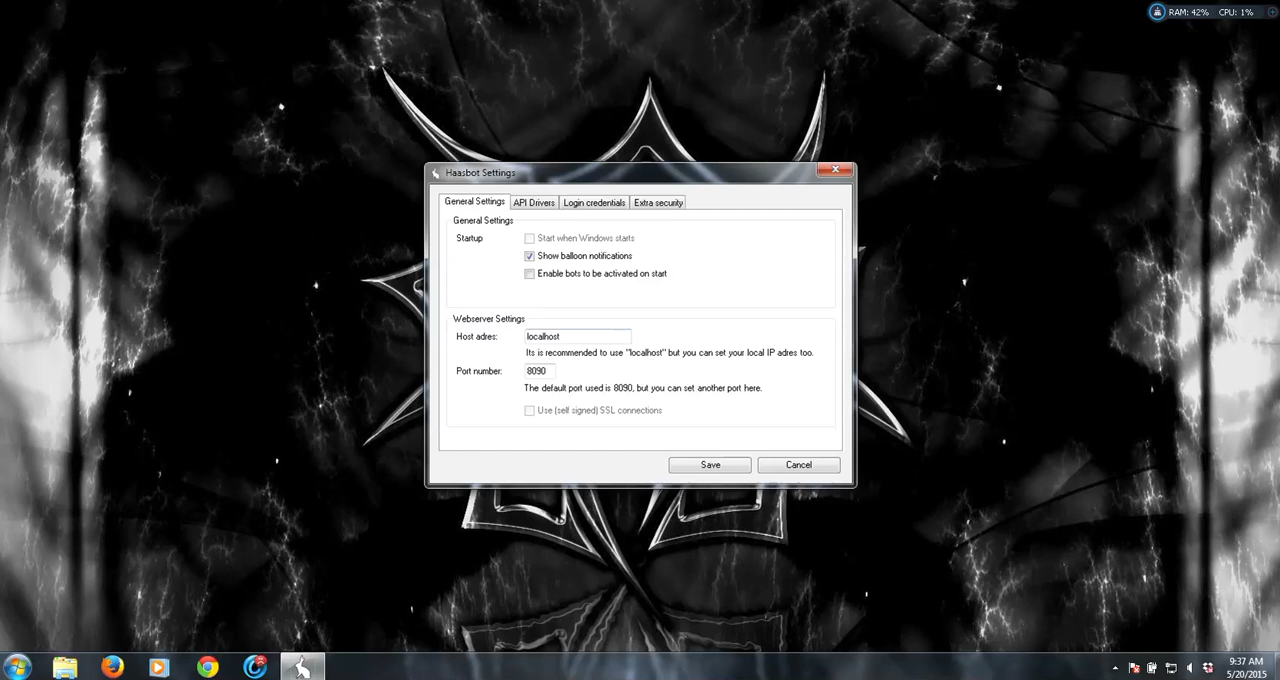 RAM: 42% CPU: 1%
Haasbot Settings
General Settings API Drivers Login credentials Extra security
General Settings
Startup Start when Windows starts
Show balloon notifications
Enable bots to be activated on start
Webserver Settings
Host adres: localhost
Its is recommended to use "localhost" but you can set your local IP adres too.
Port number: 8090
The default port used is 8090, but you can set another port here.
Use (self signed) SSL connections
Save Cancel
9:37 AM
5/20/2015